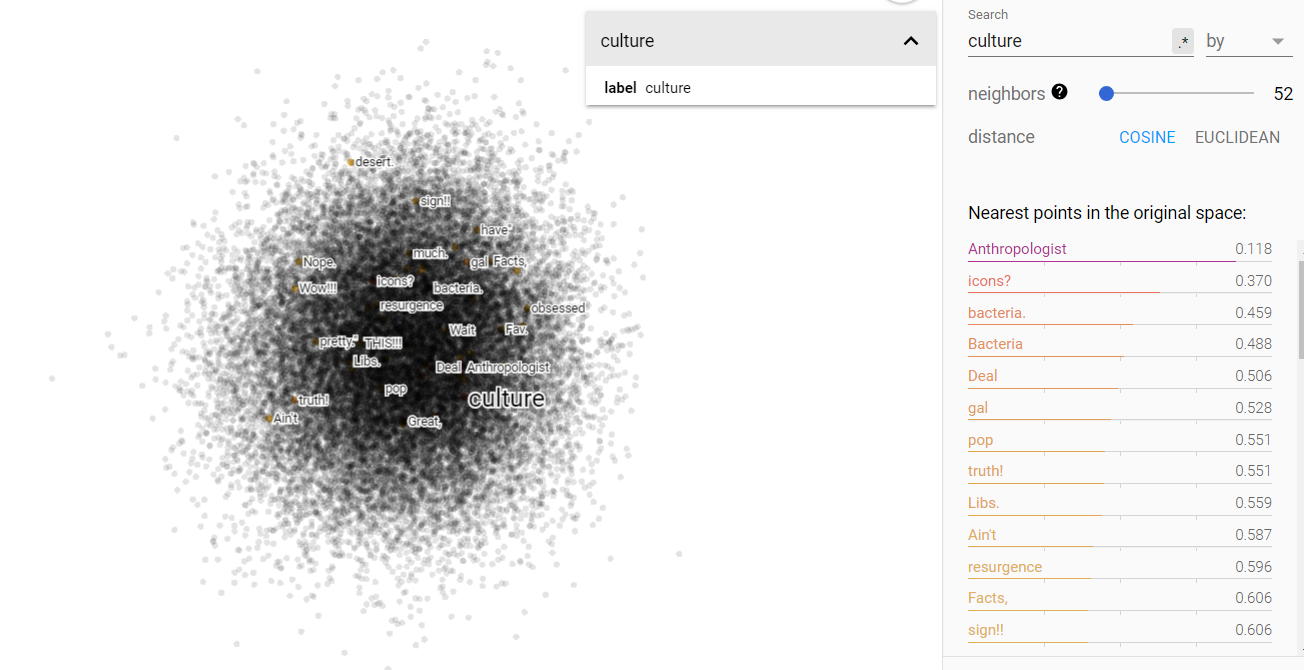 culture
label culture
desert.
sign!!
have"
much.
gal Facts,
Nope.
icons?
Wow!!!
bacteria.
resurgence
obsessed
Wait
Fav.
pretty." THIS!!!
Libs.
Deal Anthropologist
pop
culture
truth!
Ain't
Great,
Search
culture .* by
neighbors ? 52
distance COSINE EUCLIDEAN
Nearest points in the original space:
Anthropologist 0.118
icons? 0.370
bacteria. 0.459
Bacteria 0.488
Deal 0.506
gal 0.528
pop 0.551
truth! 0.551
Libs. 0.559
Ain't 0.587
resurgence 0.596
Facts, 0.606
sign!! 0.606